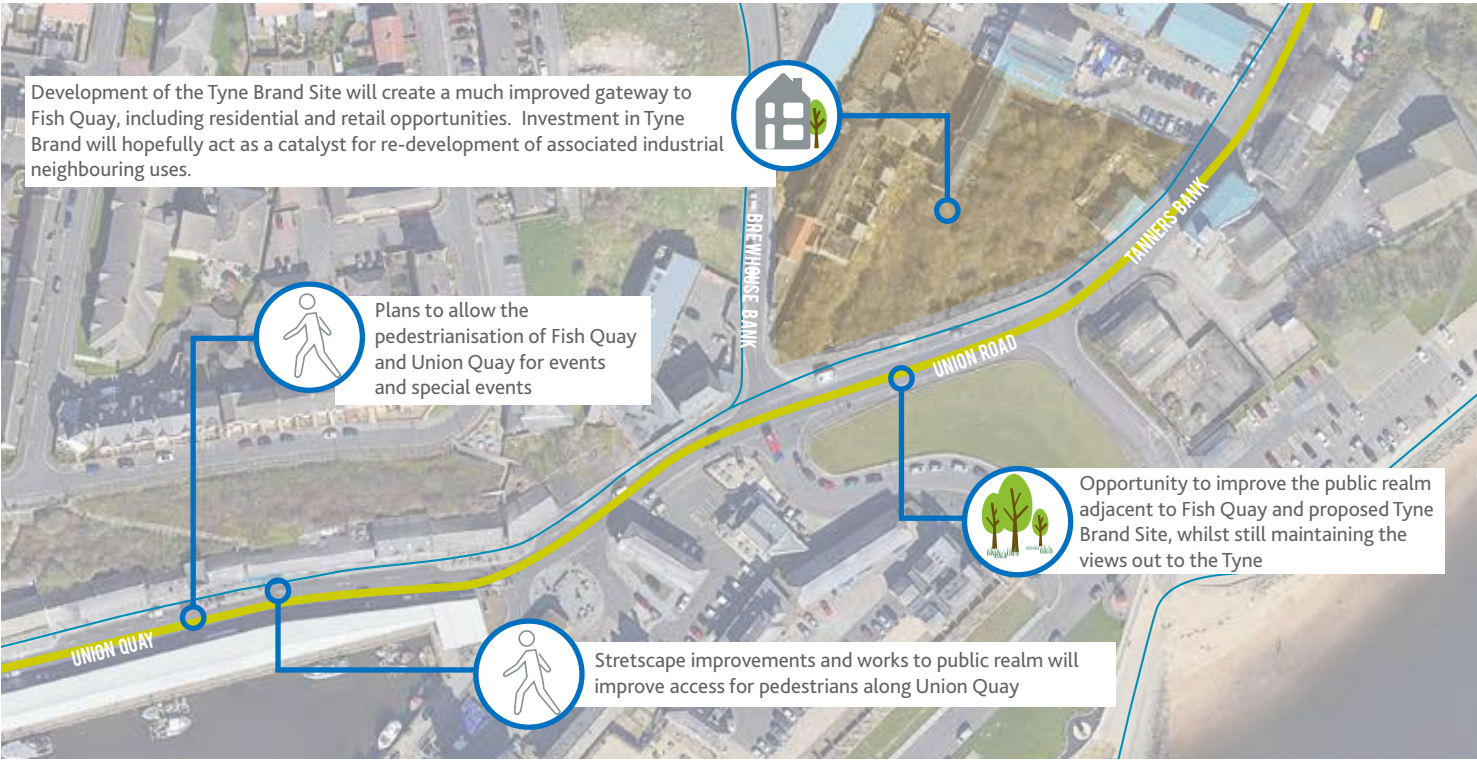 Development of the Tyne Brand Site will create a much improved gateway to
Fish Quay, including residential and retail opportunities.  Investment in Tyne
Brand will hopefully act as a catalyst for re-development of associated industrial
neighbouring uses.
BREWHOUSE BANK
TANNERS BANK
Plans to allow the
pedestrianisation of Fish Quay
and Union Quay for events
and special events
UNION ROAD
Opportunity to improve the public realm
adjacent to Fish Quay and proposed Tyne
Brand Site, whilst still maintaining the
views out to the Tyne
UNION QUAY
Stretscape improvements and works to public realm will
improve access for pedestrians along Union Quay